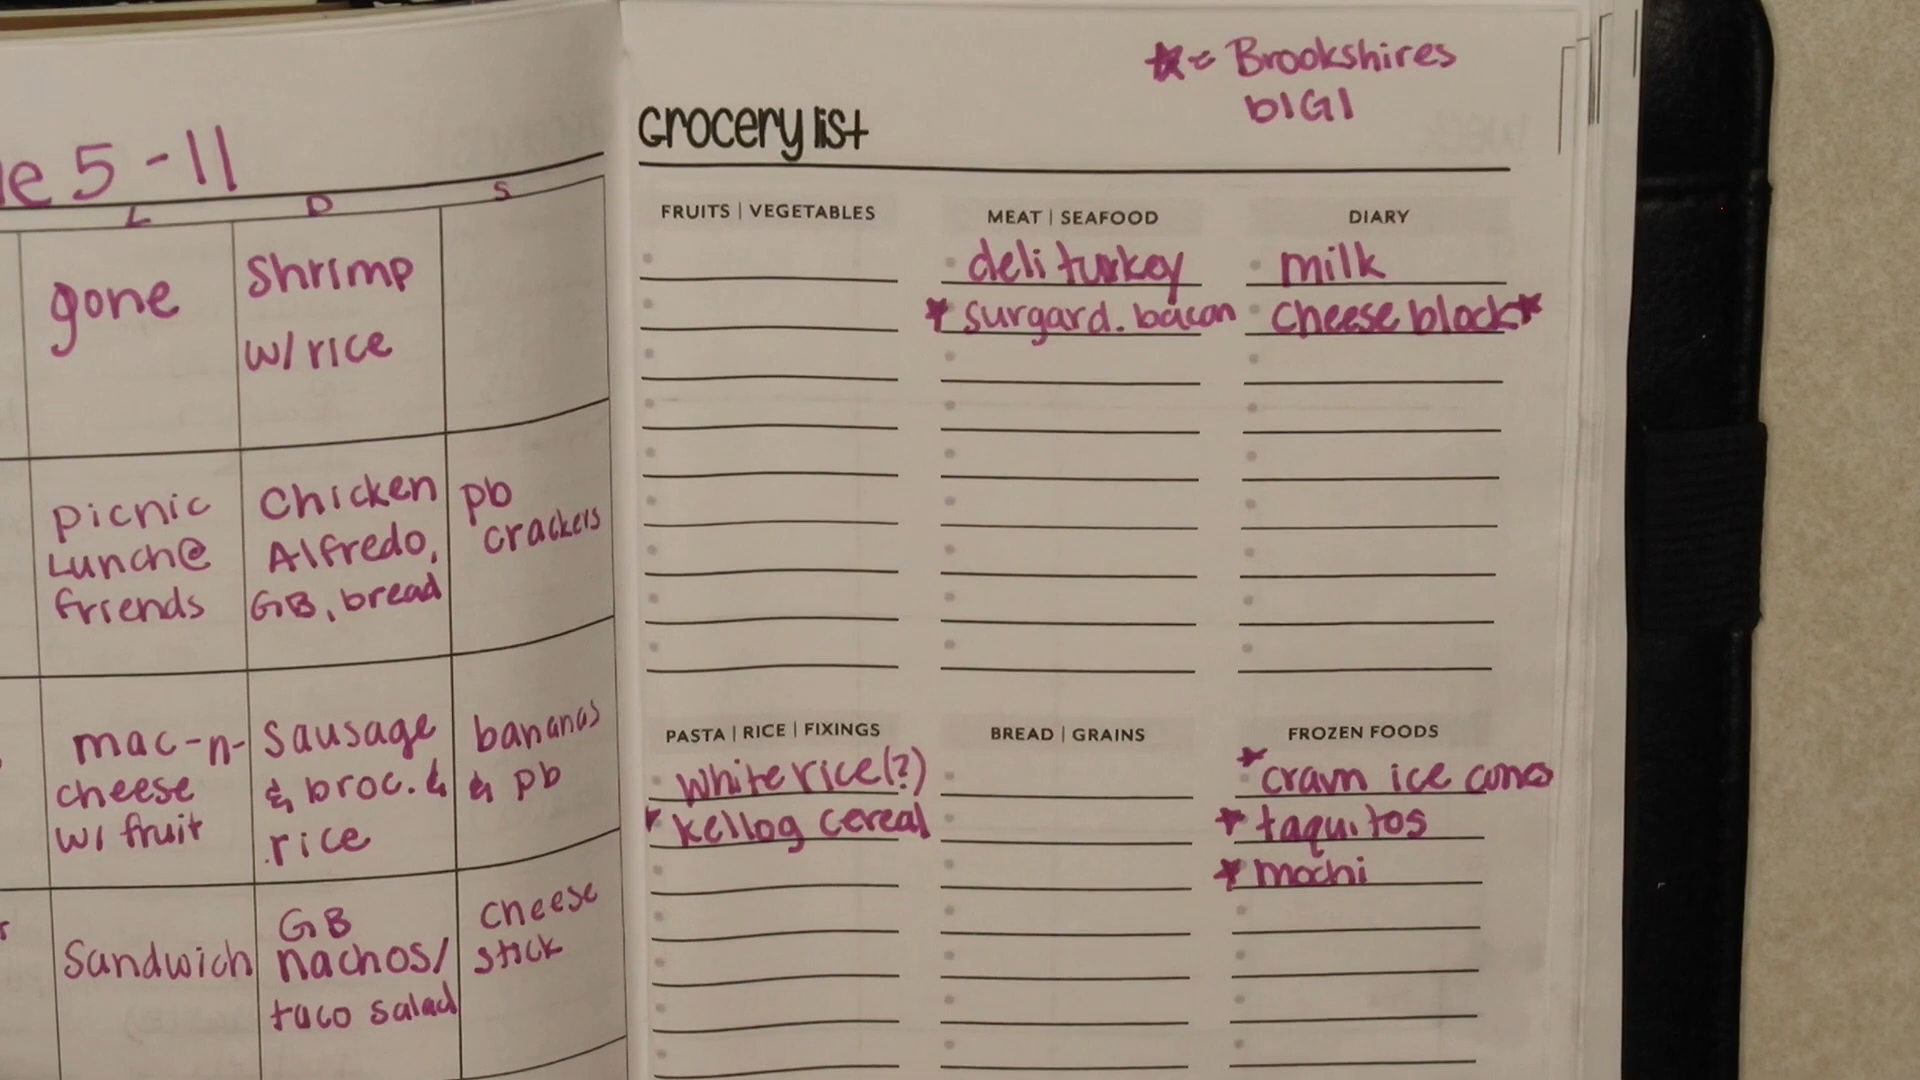 e 5-11
L D S
gone
Shrimp
w/ rice
picnic
Lunch@
friends
Chicken
Alfredo,
GB, bread
pb
crackers
mac-n-
cheese
w/ fruit
Sausage
& broc. &
rice
bananas
& pb
Sandwich
GB
nachos/
taco salad
cheese
stick
★= Brookshires
b1G1
Grocery list
FRUITS | VEGETABLES
MEAT | SEAFOOD
deli turkey
★ surgard. bacon
DIARY
milk
cheese block★
PASTA | RICE | FIXINGS
white rice(?)
★ kellog cereal
BREAD | GRAINS
FROZEN FOODS
★ ice cones
★ taquitos
★ mochi